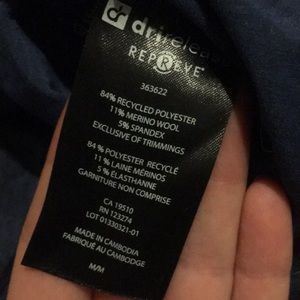 drirelease
REPREVE
363622
84% RECYCLED POLYESTER
11% MERINO WOOL
5% SPANDEX
EXCLUSIVE OF TRIMMINGS
84 % POLYESTER RECYCLÉ
11 % LAINE MÉRINOS
5 % ÉLASTHANNE
GARNITURE NON COMPRISE
CA 19510
RN 123274
LOT 01330321-01
MADE IN CAMBODIA
FABRIQUÉ AU CAMBODGE
M/M